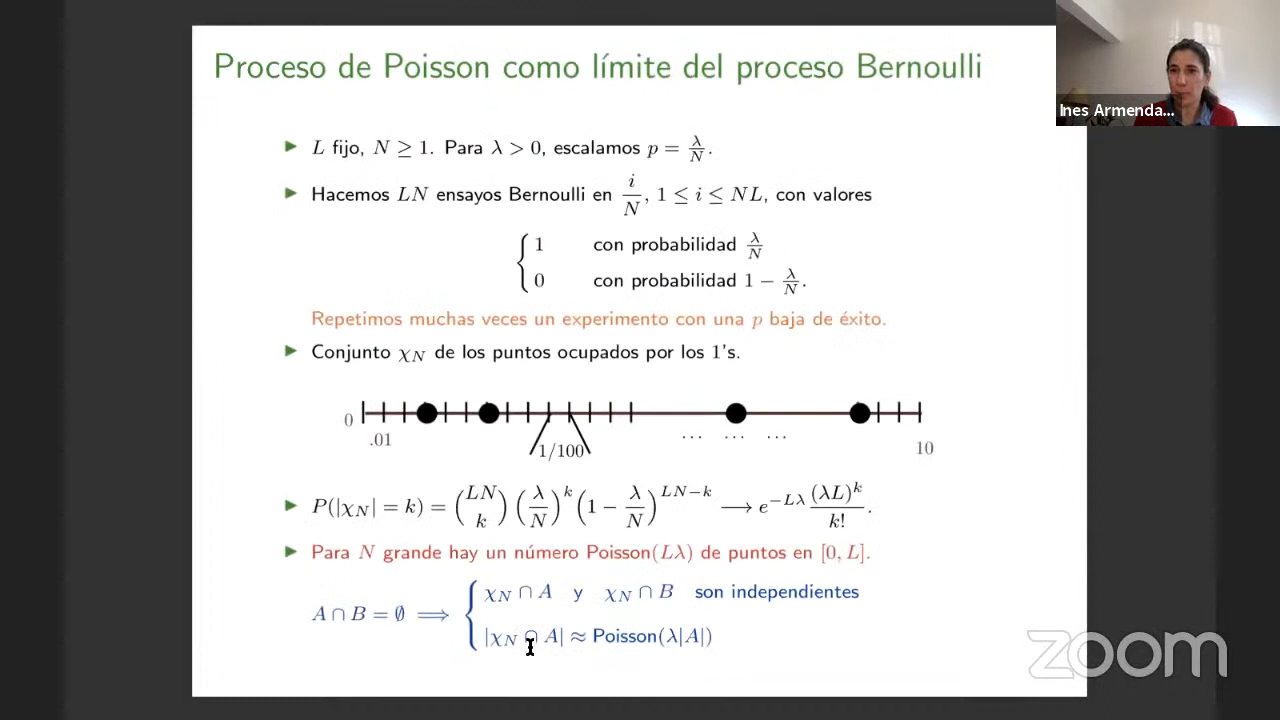 Proceso de Poisson como límite del proceso Bernoulli
Ines Armenda...
▶ L fijo, N ≥ 1. Para λ > 0, escalamos p = λ/N.
▶ Hacemos LN ensayos Bernoulli en i/N, 1 ≤ i ≤ NL, con valores
{ 1 con probabilidad λ/N
0 con probabilidad 1 − λ/N.
Repetimos muchas veces un experimento con una p baja de éxito.
▶ Conjunto χ_N de los puntos ocupados por los 1's.
0
.01
1/100
... ... ...
10
▶ P(|χ_N| = k) = (LN k) (λ/N)^k (1 − λ/N)^{LN−k} ⟶ e^{−Lλ} (λL)^k / k!.
▶ Para N grande hay un número Poisson(Lλ) de puntos en [0, L].
A ∩ B = ∅ ⟹ { χ_N ∩ A y χ_N ∩ B son independientes
|χ_N ∩ A| ≈ Poisson(λ|A|)
zoom